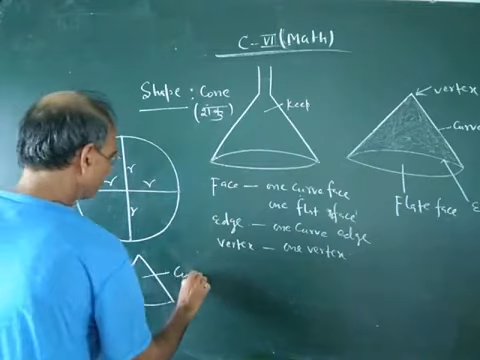 C-VI (Math)
Shape : Cone
(शंकु)
Keep
vertex
Curve
Flate face
r
r
r
r
Face — one curve face
one flat face
Edge — one curve edge
vertex — one vertex